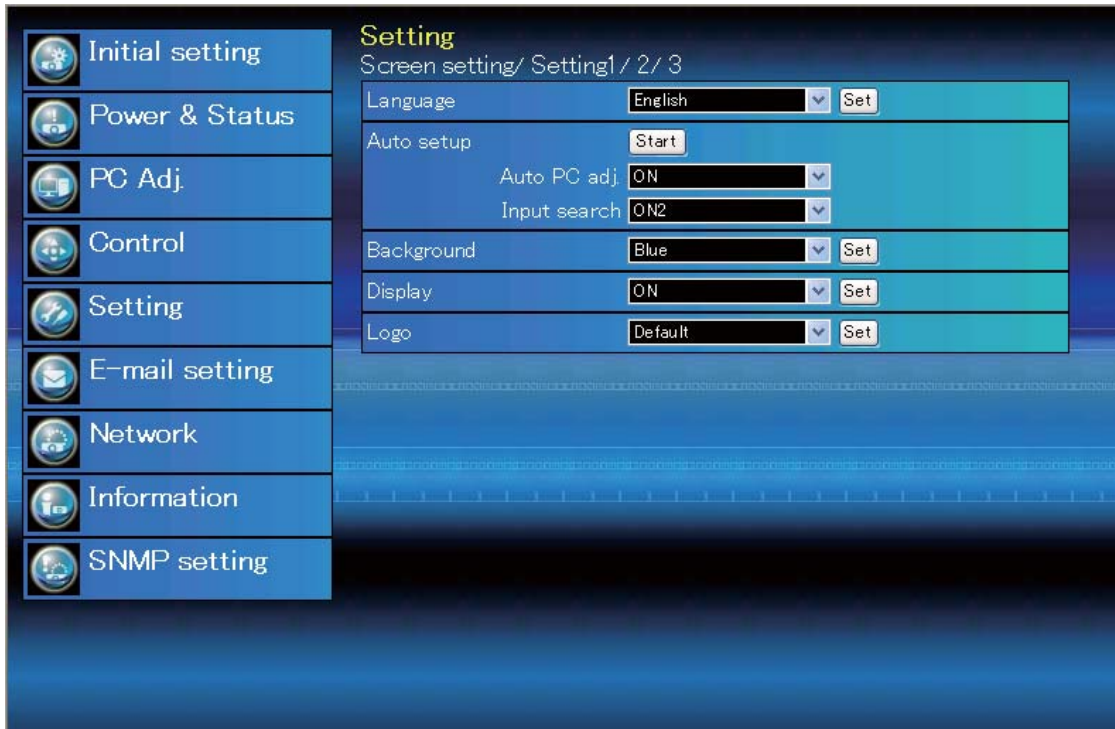 Initial setting
Power & Status
PC Adj.
Control
Setting
E-mail setting
Network
Information
SNMP setting
Setting
Screen setting/ Setting1/ 2/ 3
Language English Set
Auto setup Start
Auto PC adj. ON
Input search ON2
Background Blue Set
Display ON Set
Logo Default Set